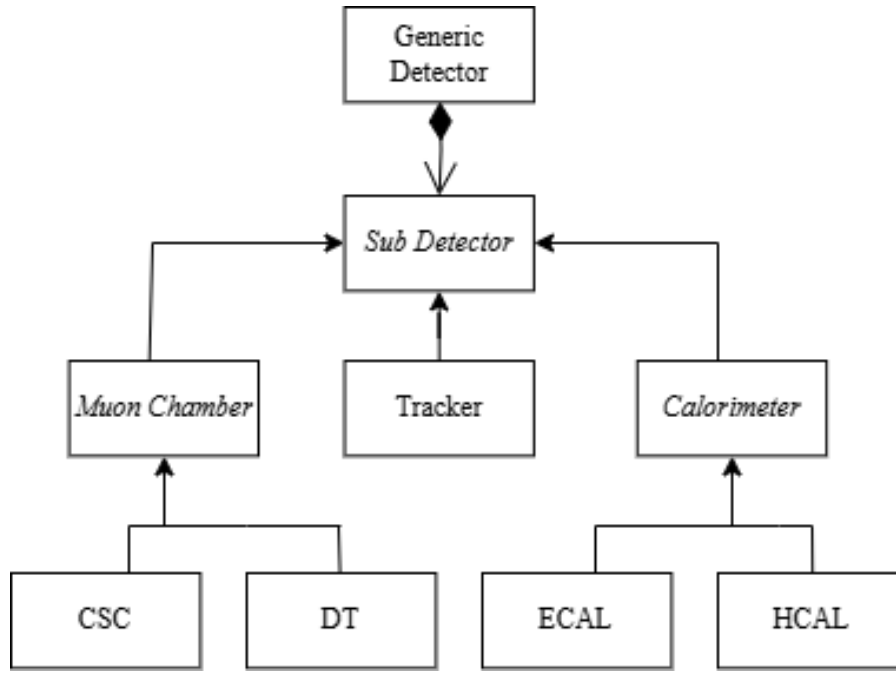 Generic
Detector
Sub Detector
Muon Chamber
Tracker
Calorimeter
CSC
DT
ECAL
HCAL